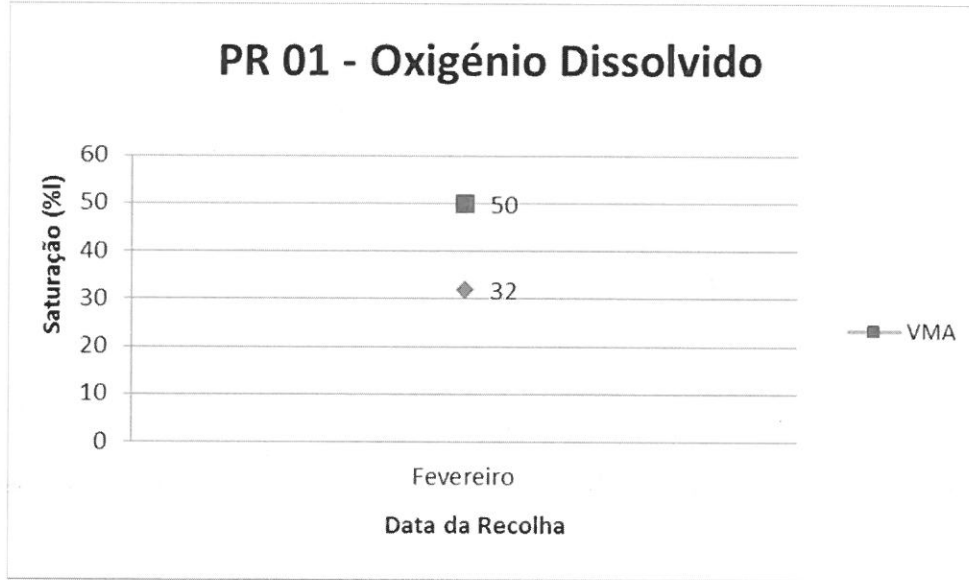 PR 01 - Oxigénio Dissolvido
Saturação (%l)
60
50
40
30
20
10
0
50
32
VMA
Fevereiro
Data da Recolha